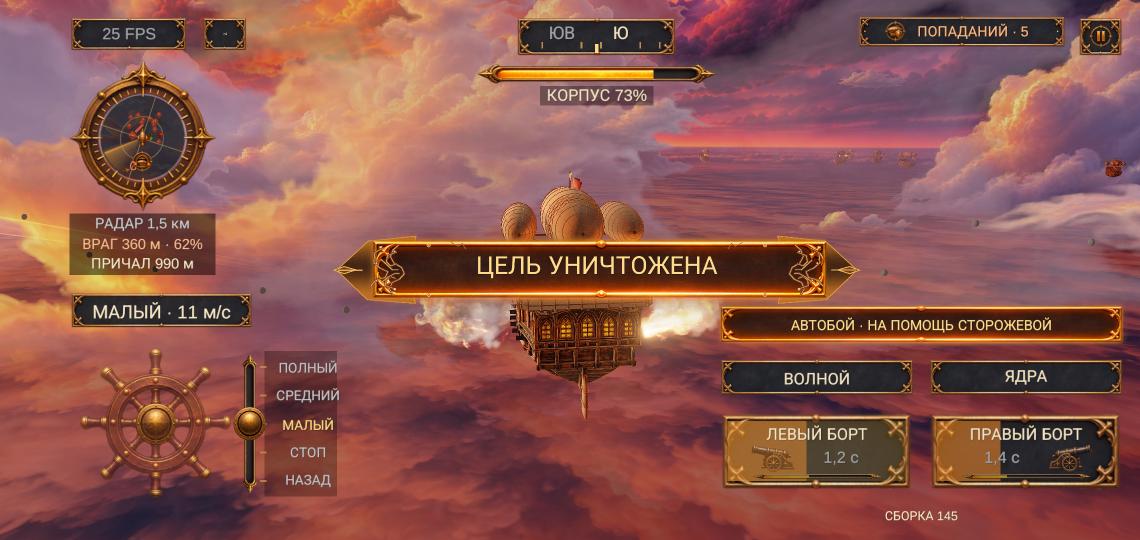 25 FPS
ЮВ Ю
ПОПАДАНИЙ · 5
КОРПУС 73%
РАДАР 1,5 км
ВРАГ 360 м · 62%
ПРИЧАЛ 990 м
ЦЕЛЬ УНИЧТОЖЕНА
МАЛЫЙ · 11 м/с
АВТОБОЙ · НА ПОМОЩЬ СТОРОЖЕВОЙ
ПОЛНЫЙ
СРЕДНИЙ
МАЛЫЙ
СТОП
НАЗАД
ВОЛНОЙ
ЯДРА
ЛЕВЫЙ БОРТ
1,2 с
ПРАВЫЙ БОРТ
1,4 с
СБОРКА 145